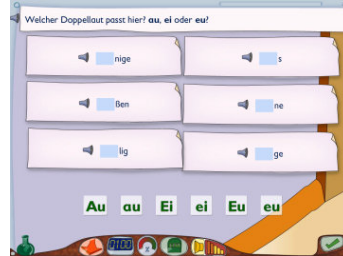 Welcher Doppellaut passt hier? au, ei oder eu?
nige
s
ßen
ne
lig
ge
Au au Ei ei Eu eu
0100